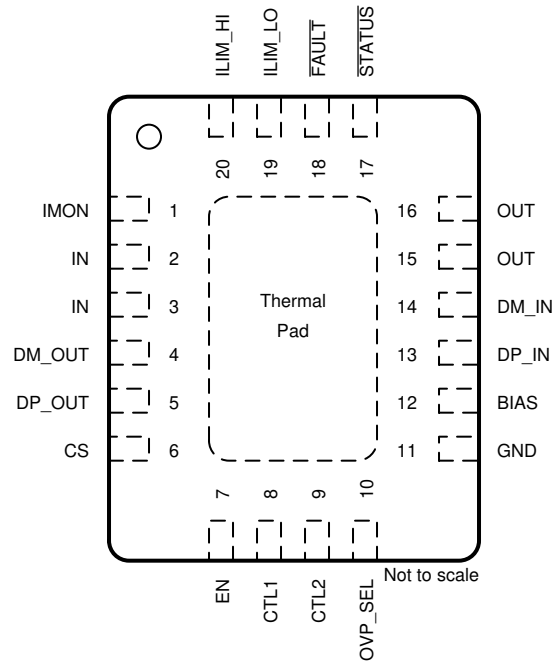 ILIM_HI
ILIM_LO
F̅A̅U̅L̅T̅
S̅T̅A̅T̅U̅S̅
20
19
18
17
IMON 1
IN 2
IN 3
DM_OUT 4
DP_OUT 5
CS 6
Thermal
Pad
16 OUT
15 OUT
14 DM_IN
13 DP_IN
12 BIAS
11 GND
7
8
9
10
EN
CTL1
CTL2
OVP_SEL
Not to scale